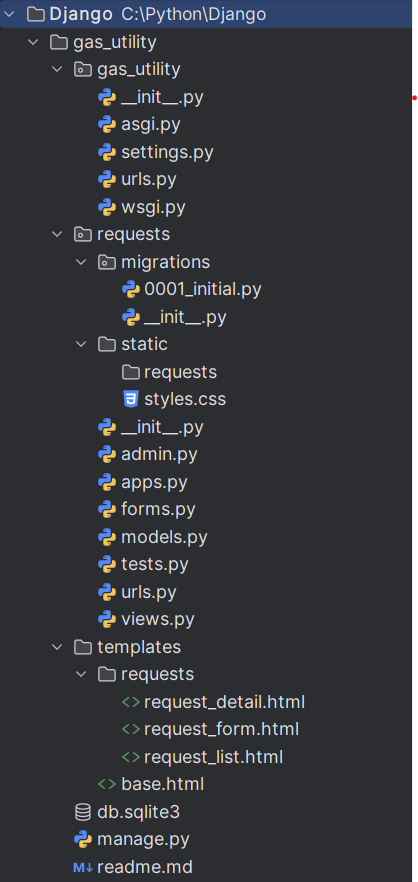 Django C:\Python\Django
gas_utility
gas_utility
__init__.py
asgi.py
settings.py
urls.py
wsgi.py
requests
migrations
0001_initial.py
__init__.py
static
requests
styles.css
__init__.py
admin.py
apps.py
forms.py
models.py
tests.py
urls.py
views.py
templates
requests
<> request_detail.html
<> request_form.html
<> request_list.html
<> base.html
db.sqlite3
manage.py
M↓ readme.md